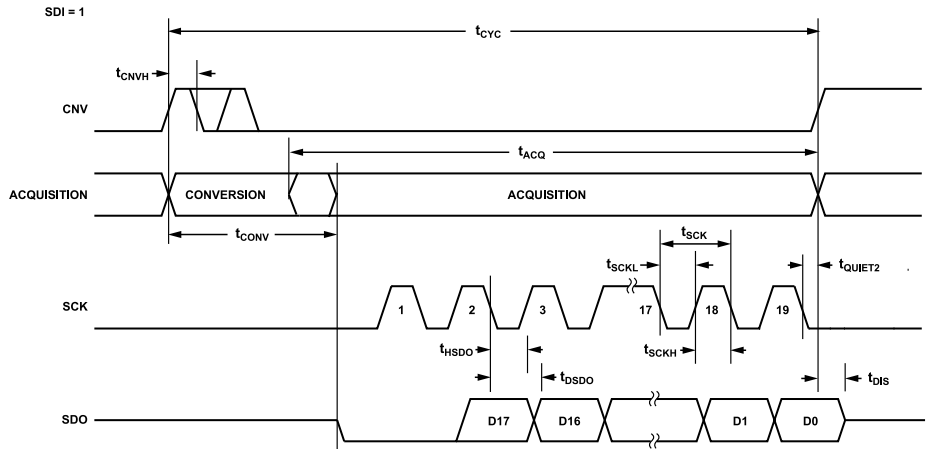 SDI = 1
tCYC
tCNVH
CNV
tACQ
ACQUISITION
CONVERSION
ACQUISITION
tCONV
tSCK
tSCKL
tQUIET2
SCK
1
2
3
17
18
19
tHSDO
tSCKH
tDSDO
tDIS
SDO
D17
D16
D1
D0